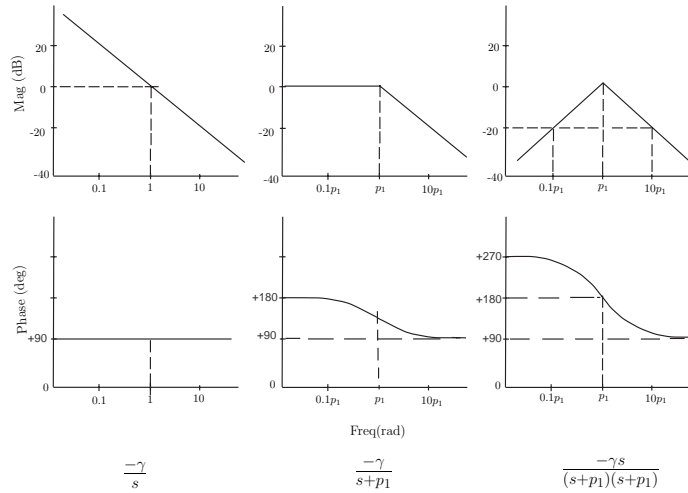 Mag (dB)
20
0
-20
-40
0.1
1
10
20
0
-20
-40
0.1p₁
p₁
10p₁
20
0
-20
-40
0.1p₁
p₁
10p₁
Phase (deg)
+90
0
0.1
1
10
+180
+90
0
0.1p₁
p₁
10p₁
+270
+180
+90
0
0.1p₁
p₁
10p₁
Freq(rad)
-γ
s
-γ
s+p₁
-γs
(s+p₁)(s+p₁)